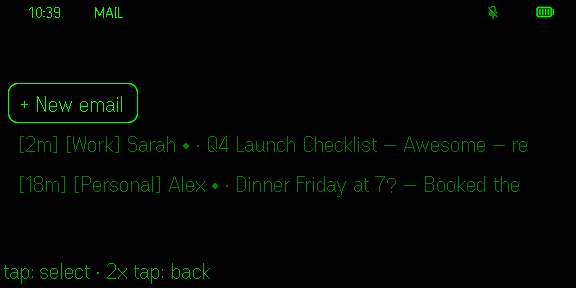 10:39 MAIL
+ New email
[2m] [Work] Sarah • · Q4 Launch Checklist — Awesome — re
[18m] [Personal] Alex • · Dinner Friday at 7? — Booked the
tap: select · 2x tap: back